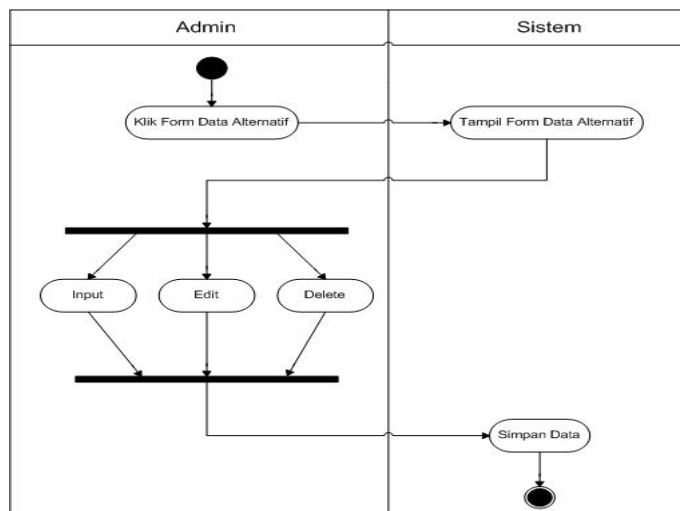 Admin
Sistem
Klik Form Data Alternatif
Tampil Form Data Alternatif
Input
Edit
Delete
Simpan Data